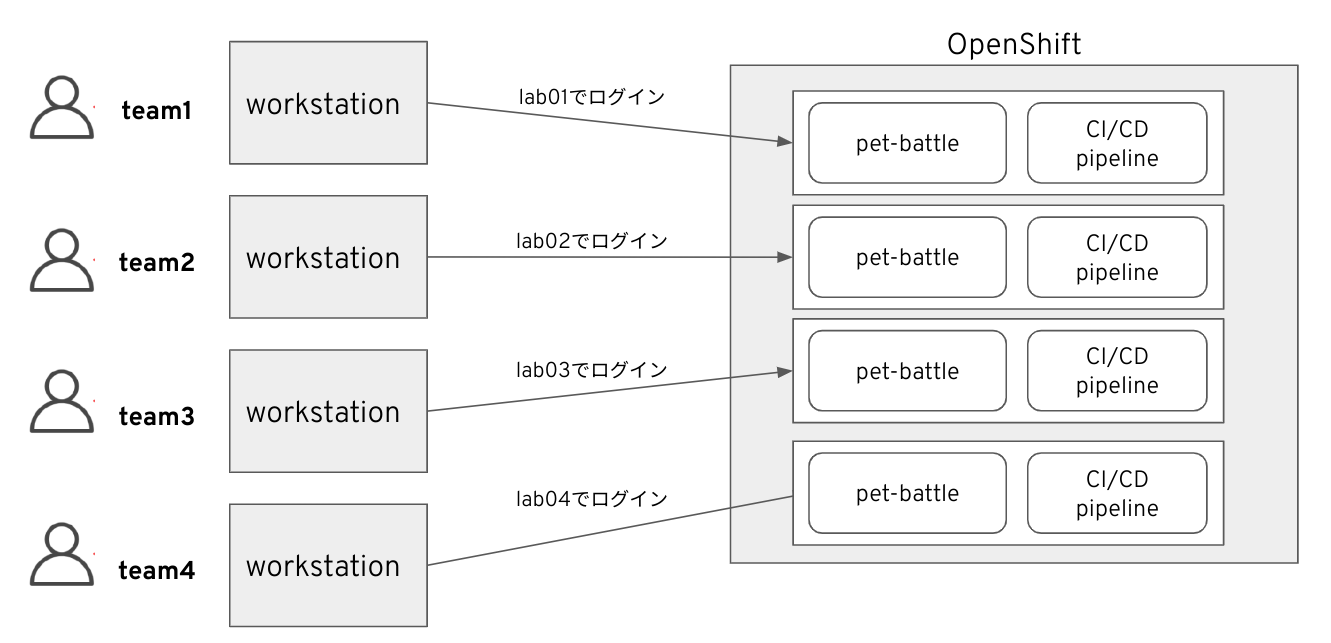 OpenShift
team1
workstation
lab01でログイン
pet-battle
CI/CD
pipeline
team2
workstation
lab02でログイン
pet-battle
CI/CD
pipeline
team3
workstation
lab03でログイン
pet-battle
CI/CD
pipeline
team4
workstation
lab04でログイン
pet-battle
CI/CD
pipeline